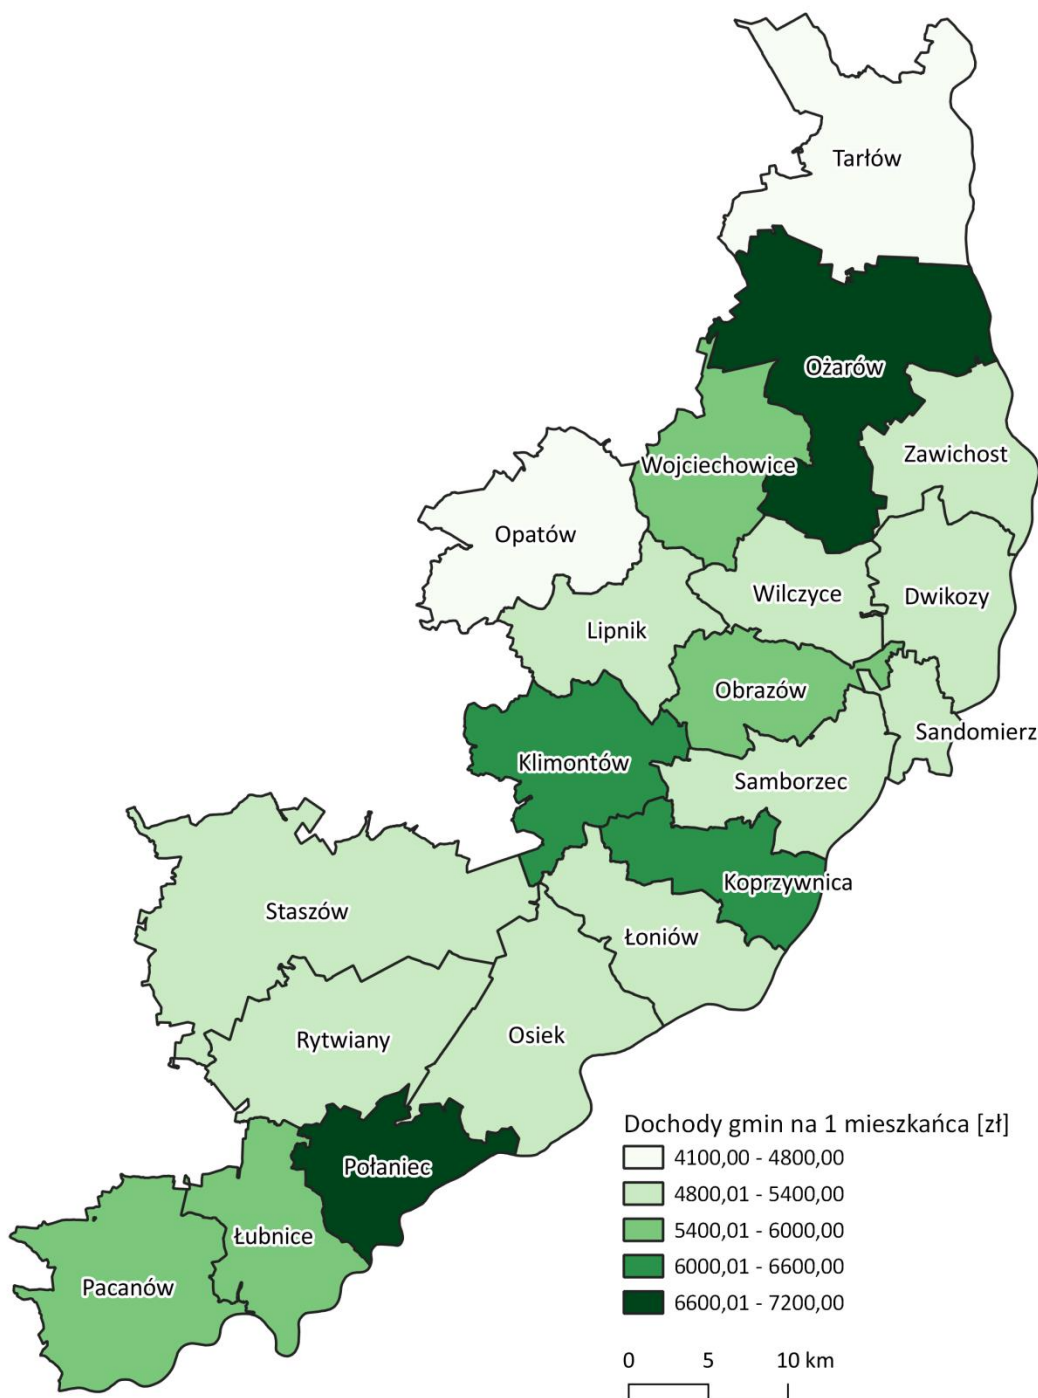 Tarłów
Ożarów
Zawichost
Wojciechowice
Opatów
Wilczyce
Dwikozy
Lipnik
Obrazów
Sandomierz
Klimontów
Samborzec
Koprzywnica
Staszów
Łoniów
Rytwiany
Osiek
Połaniec
Łubnice
Pacanów
Dochody gmin na 1 mieszkańca [zł]
4100,00 - 4800,00
4800,01 - 5400,00
5400,01 - 6000,00
6000,01 - 6600,00
6600,01 - 7200,00
0 5 10 km